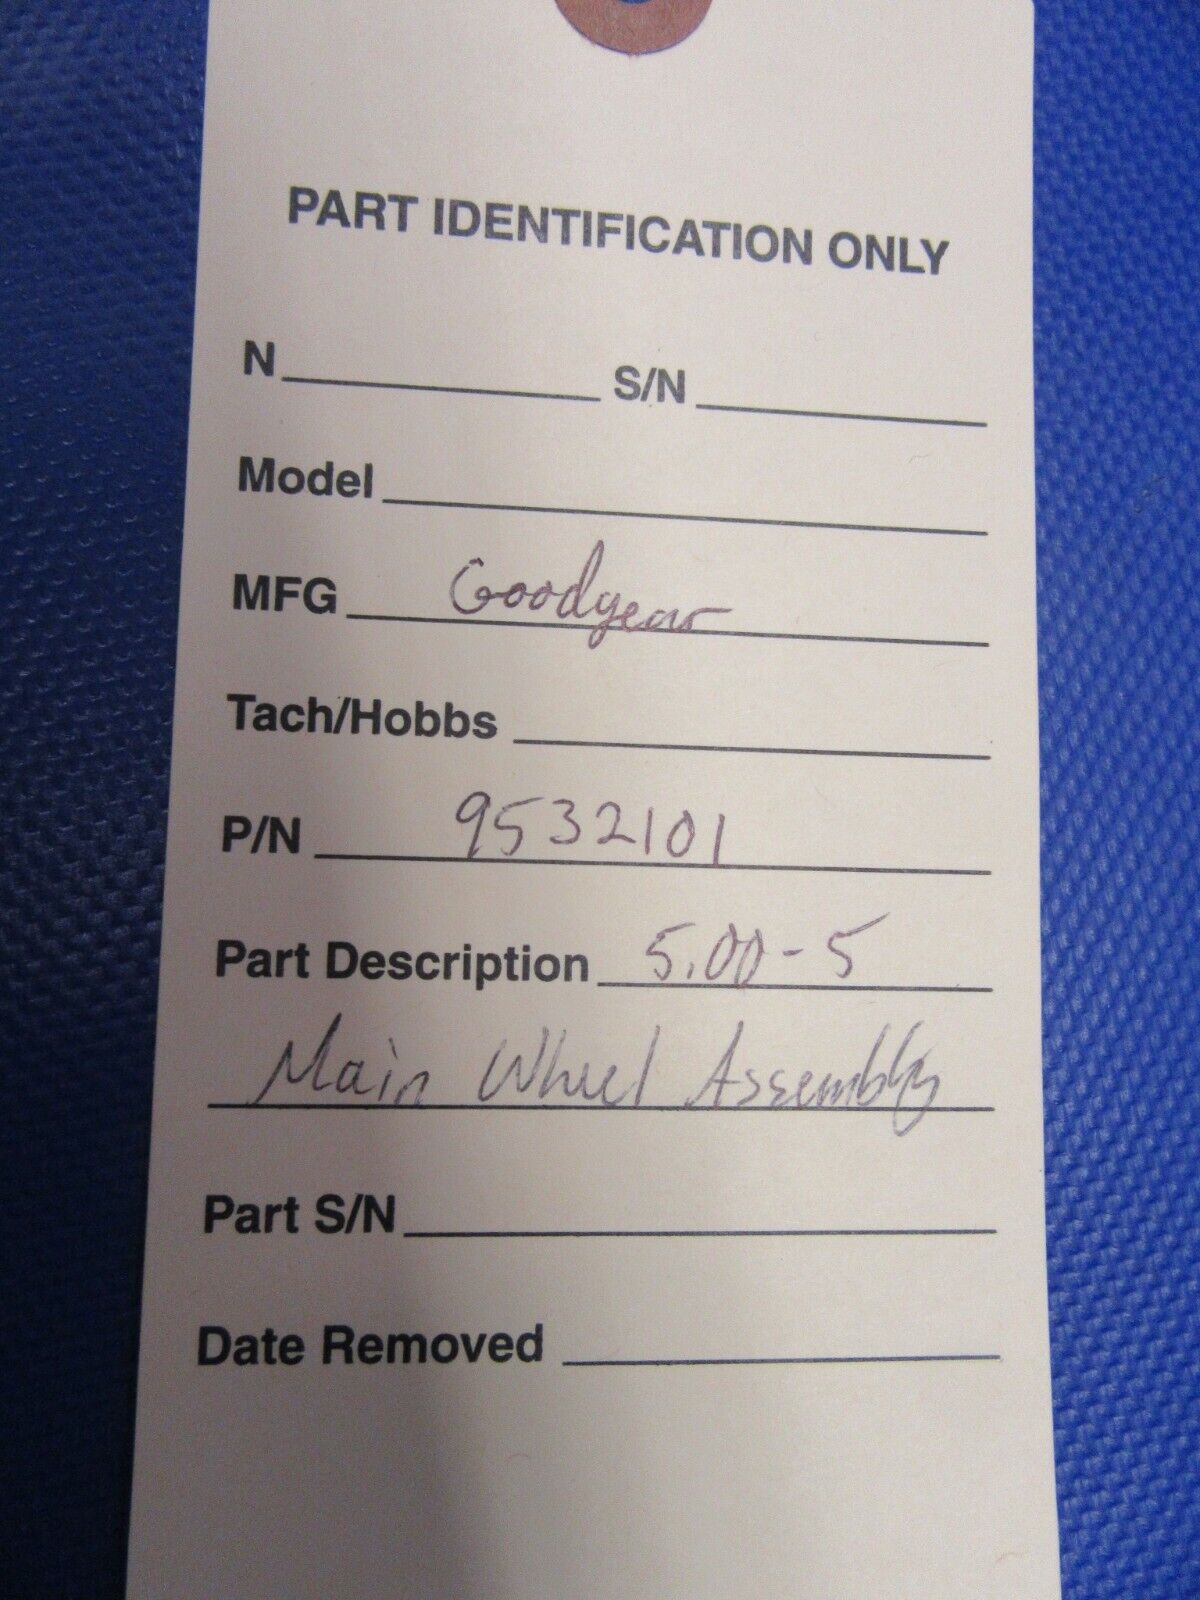 PART IDENTIFICATION ONLY
N S/N
Model
MFG Goodyear
Tach/Hobbs
P/N 9532101
Part Description 5.00-5
Main Wheel Assembly
Part S/N
Date Removed